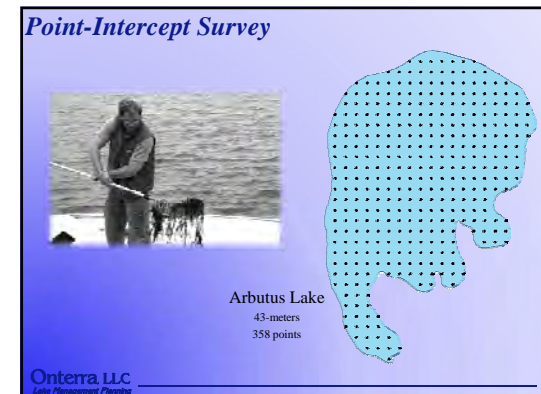 Point-Intercept Survey
Arbutus Lake
43-meters
358 points
Onterra LLC
Lake Management Planning